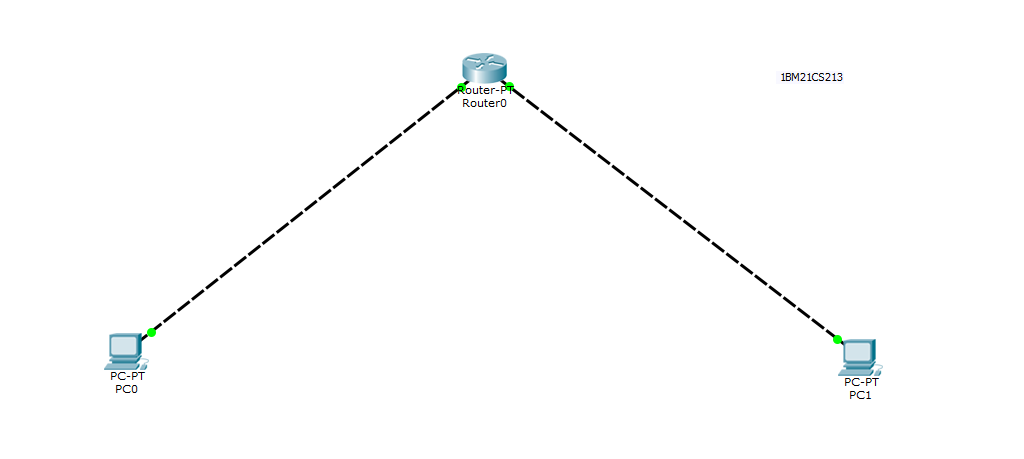 1BM21CS213
Router-PT
Router0
PC-PT
PC0
PC-PT
PC1